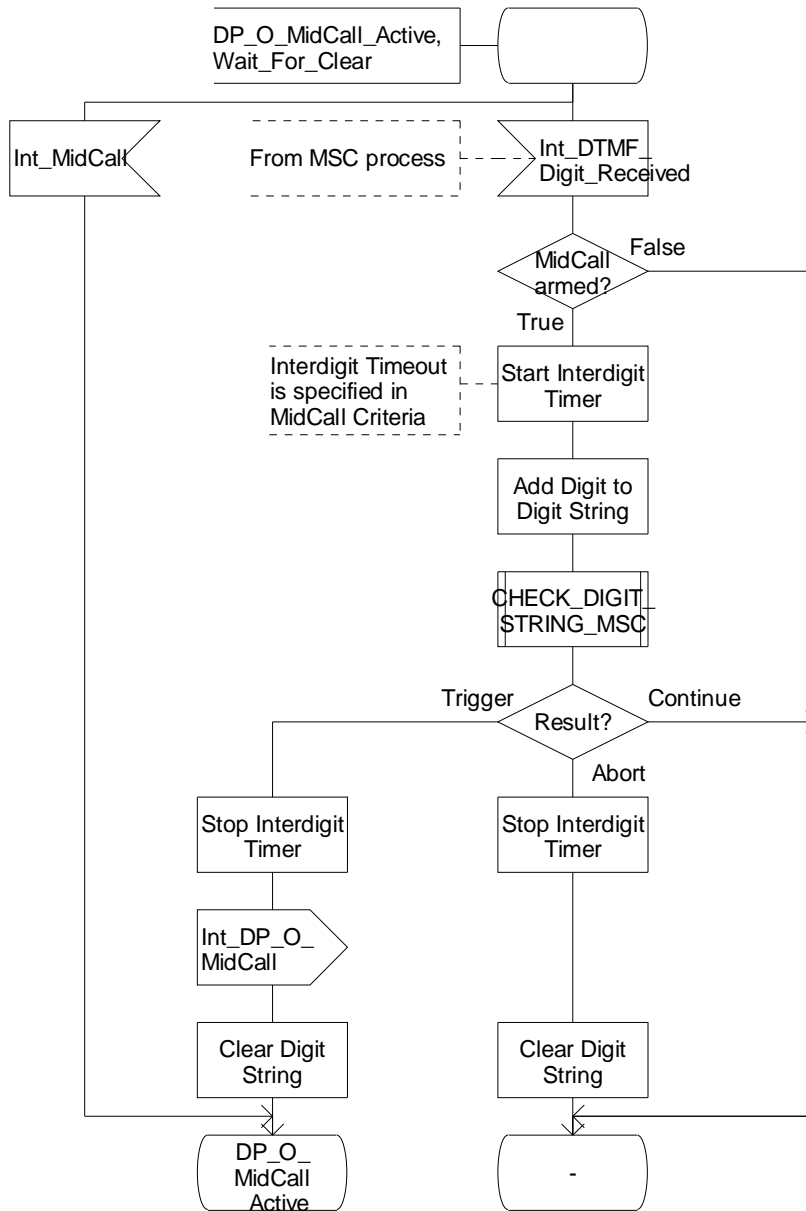 DP_O_MidCall_Active,
Wait_For_Clear
Int_MidCall
From MSC process
Int_DTMF_
Digit_Received
MidCall
armed?
False
True
Interdigit Timeout
is specified in
MidCall Criteria
Start Interdigit
Timer
Add Digit to
Digit String
CHECK_DIGIT_
STRING_MSC
Trigger
Result?
Continue
Abort
Stop Interdigit
Timer
Stop Interdigit
Timer
Int_DP_O_
MidCall
Clear Digit
String
Clear Digit
String
DP_O_
MidCall_
Active
-